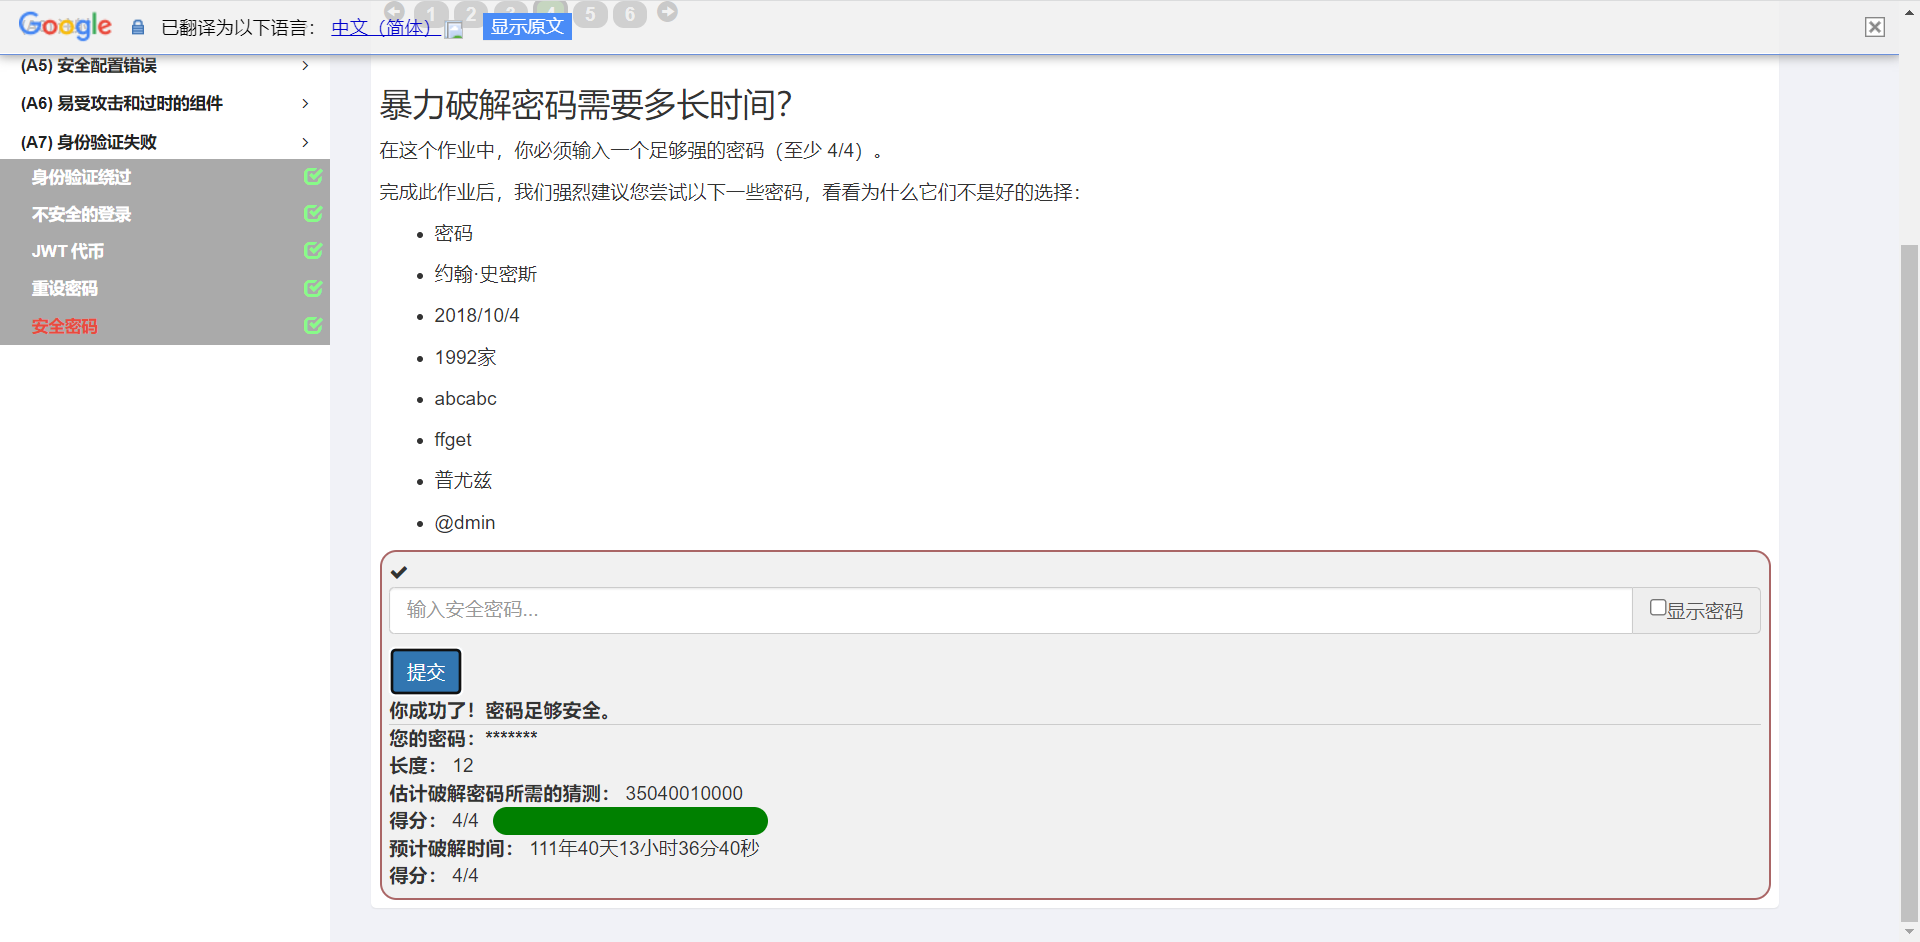 1 2 3 4 5 6
Google 已翻译为以下语言： 中文（简体） 显示原文
(A5) 安全配置错误
(A6) 易受攻击和过时的组件
(A7) 身份验证失败
身份验证绕过
不安全的登录
JWT 代币
重设密码
安全密码
暴力破解密码需要多长时间？
在这个作业中，你必须输入一个足够强的密码（至少 4/4）。
完成此作业后，我们强烈建议您尝试以下一些密码，看看为什么它们不是好的选择：
密码
约翰·史密斯
2018/10/4
1992家
abcabc
ffget
普尤兹
@dmin
输入安全密码...
显示密码
提交
你成功了！密码足够安全。
您的密码：*******
长度： 12
估计破解密码所需的猜测： 35040010000
得分： 4/4
预计破解时间： 111年40天13小时36分40秒
得分： 4/4